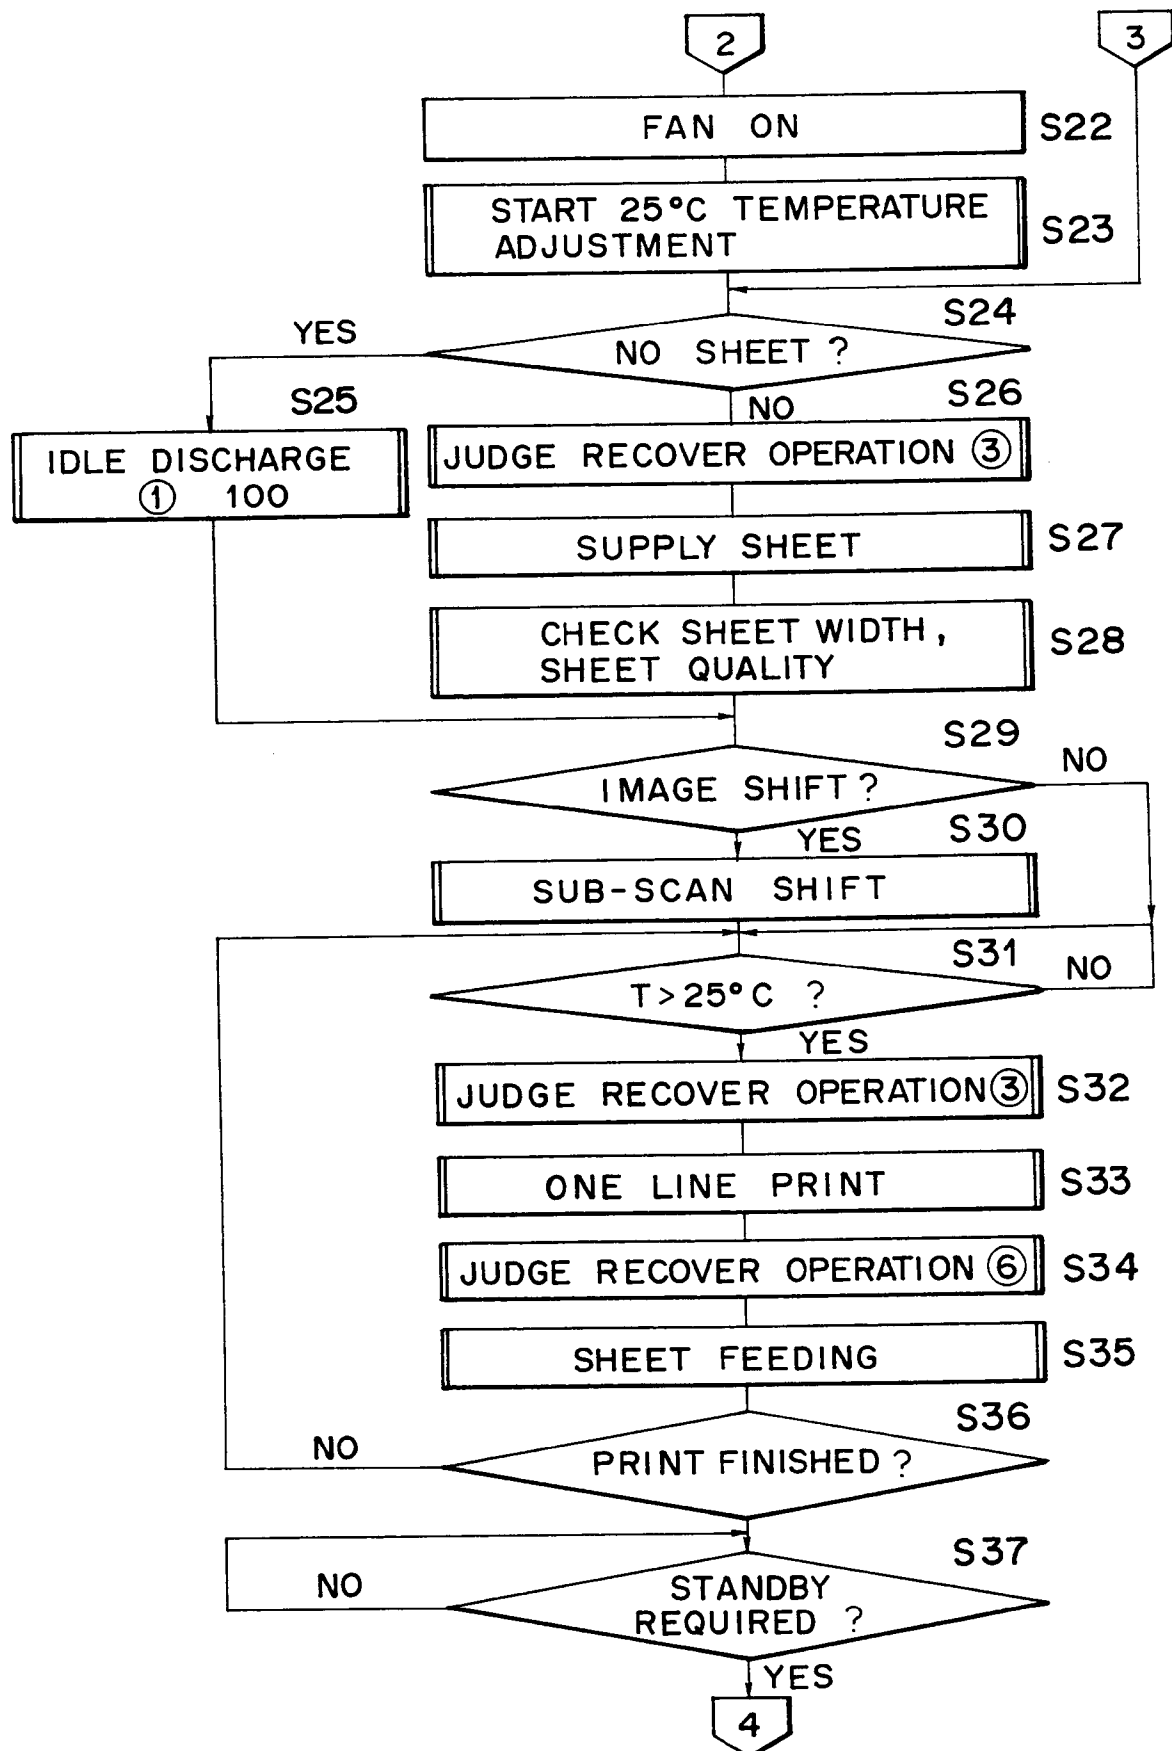 2
3
FAN ON
S22
START 25°C TEMPERATURE
ADJUSTMENT
S23
S24
YES
NO SHEET ?
S25
NO
S26
IDLE DISCHARGE
① 100
JUDGE RECOVER OPERATION ③
SUPPLY SHEET
S27
CHECK SHEET WIDTH,
SHEET QUALITY
S28
S29
NO
IMAGE SHIFT ?
YES
S30
SUB-SCAN SHIFT
S31
NO
T > 25°C ?
YES
JUDGE RECOVER OPERATION ③
S32
ONE LINE PRINT
S33
JUDGE RECOVER OPERATION ⑥
S34
SHEET FEEDING
S35
S36
NO
PRINT FINISHED ?
S37
NO
STANDBY
REQUIRED ?
YES
4